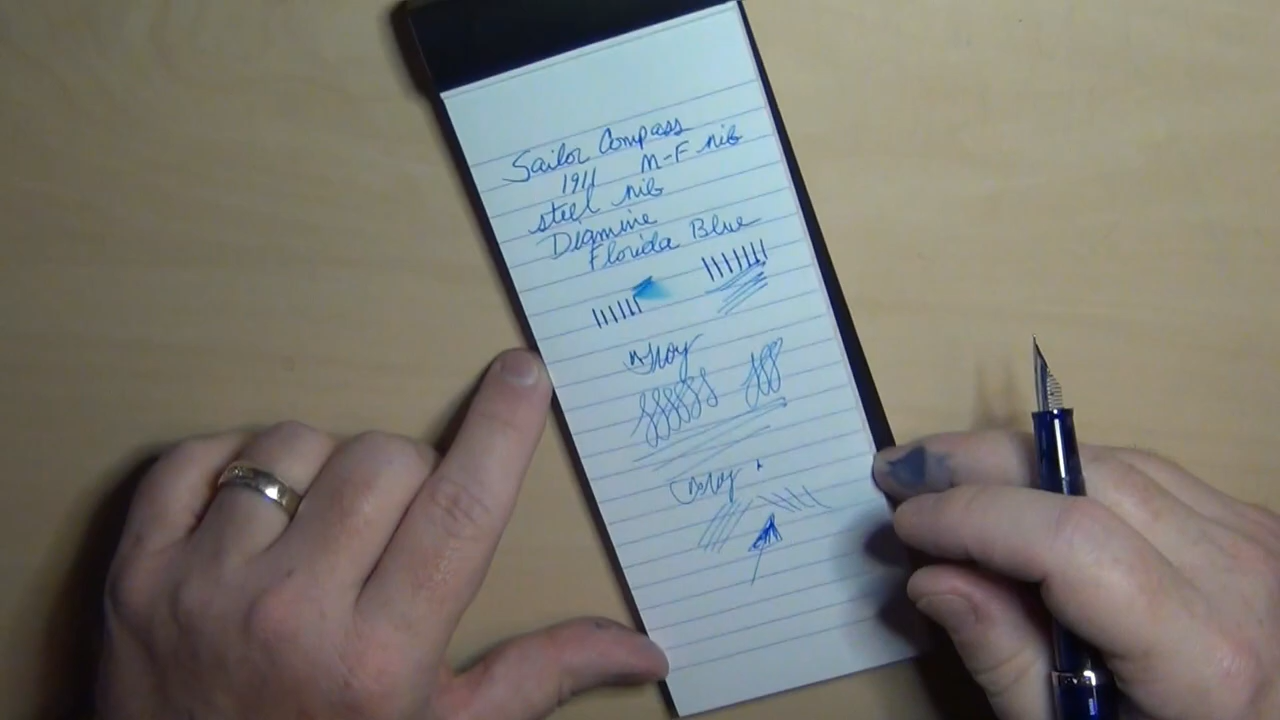 Sailor Compass
1911 M-F nib
steel nib
Diamine
Florida Blue